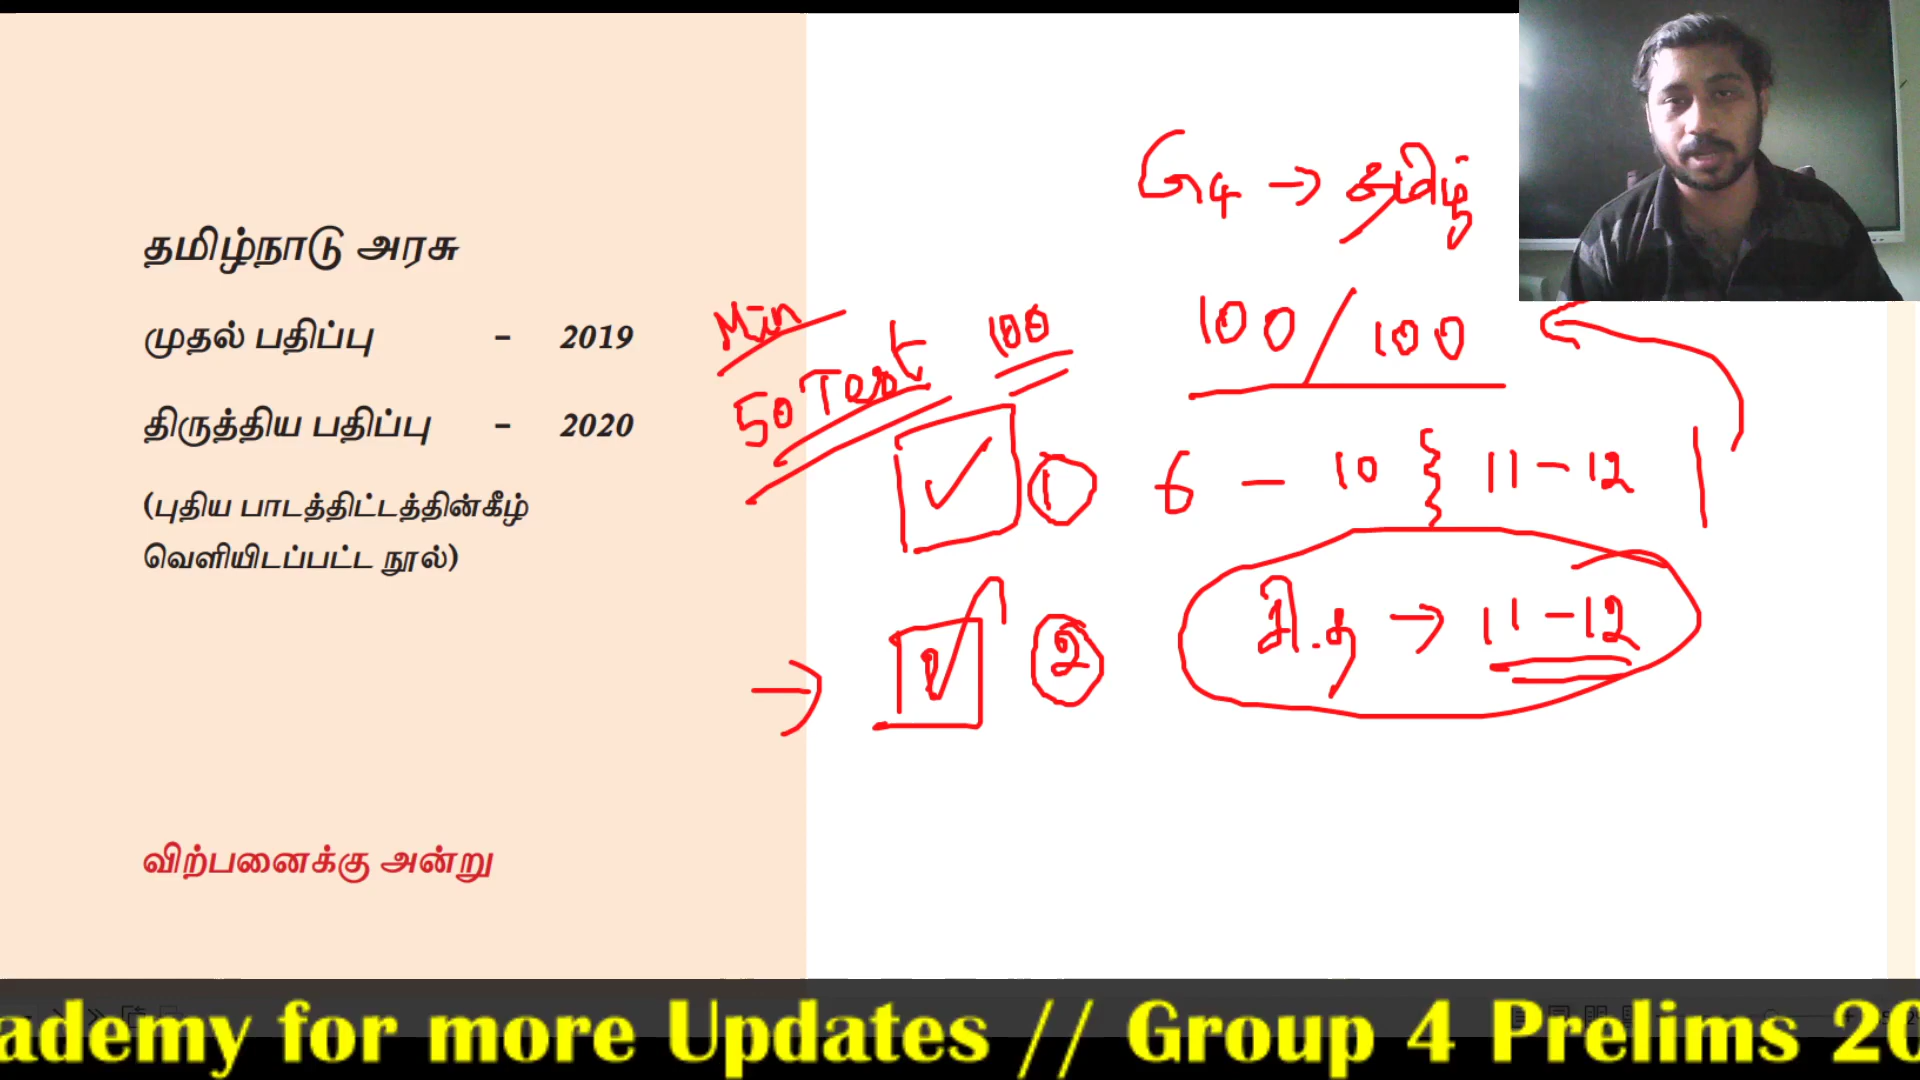 தமிழ்நாடு அரசு
முதல் பதிப்பு - 2019
திருத்திய பதிப்பு - 2020
(புதிய பாடத்திட்டத்தின்கீழ்
வெளியிடப்பட்ட நூல்)
விற்பனைக்கு அன்று
G4 → தமிழ்
Min
50 Test 100
100/100
1 6 - 10 } 11 - 12
2 சி.த → 11 - 12
ademy for more Updates // Group 4 Prelims 20